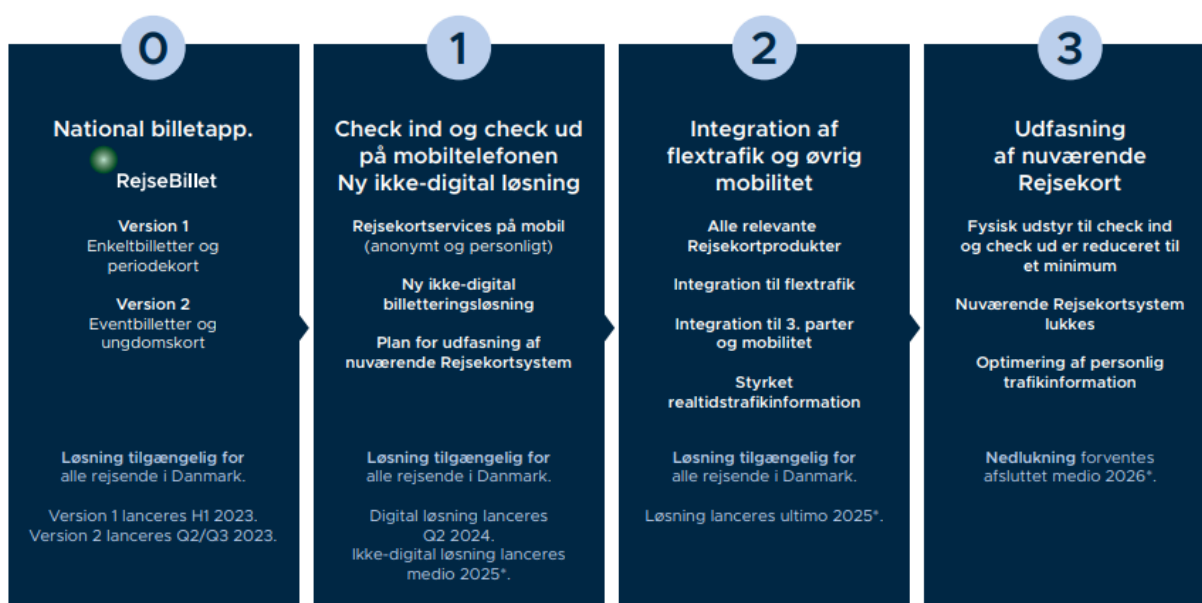 0
National billetapp.
RejseBillet
Version 1
Enkeltbilletter og
periodekort
Version 2
Eventbilletter og
ungdomskort
Løsning tilgængelig for
alle rejsende i Danmark.
Version 1 lanceres H1 2023.
Version 2 lanceres Q2/Q3 2023.
1
Check ind og check ud
på mobiltelefonen
Ny ikke-digital løsning
Rejsekortservices på mobil
(anonymt og personligt)
Ny ikke-digital
billetteringsløsning
Plan for udfasning af
nuværende Rejsekortsystem
Løsning tilgængelig for
alle rejsende i Danmark.
Digital løsning lanceres
Q2 2024.
Ikke-digital løsning lanceres
medio 2025*.
2
Integration af
flextrafik og øvrig
mobilitet
Alle relevante
Rejsekortprodukter
Integration til flextrafik
Integration til 3. parter
og mobilitet
Styrket
realtidstrafikinformation
Løsning tilgængelig for
alle rejsende i Danmark.
Løsning lanceres ultimo 2025*.
3
Udfasning
af nuværende
Rejsekort
Fysisk udstyr til check ind
og check ud er reduceret til
et minimum
Nuværende Rejsekortsystem
lukkes
Optimering af personlig
trafikinformation
Nedlukning forventes
afsluttet medio 2026*.